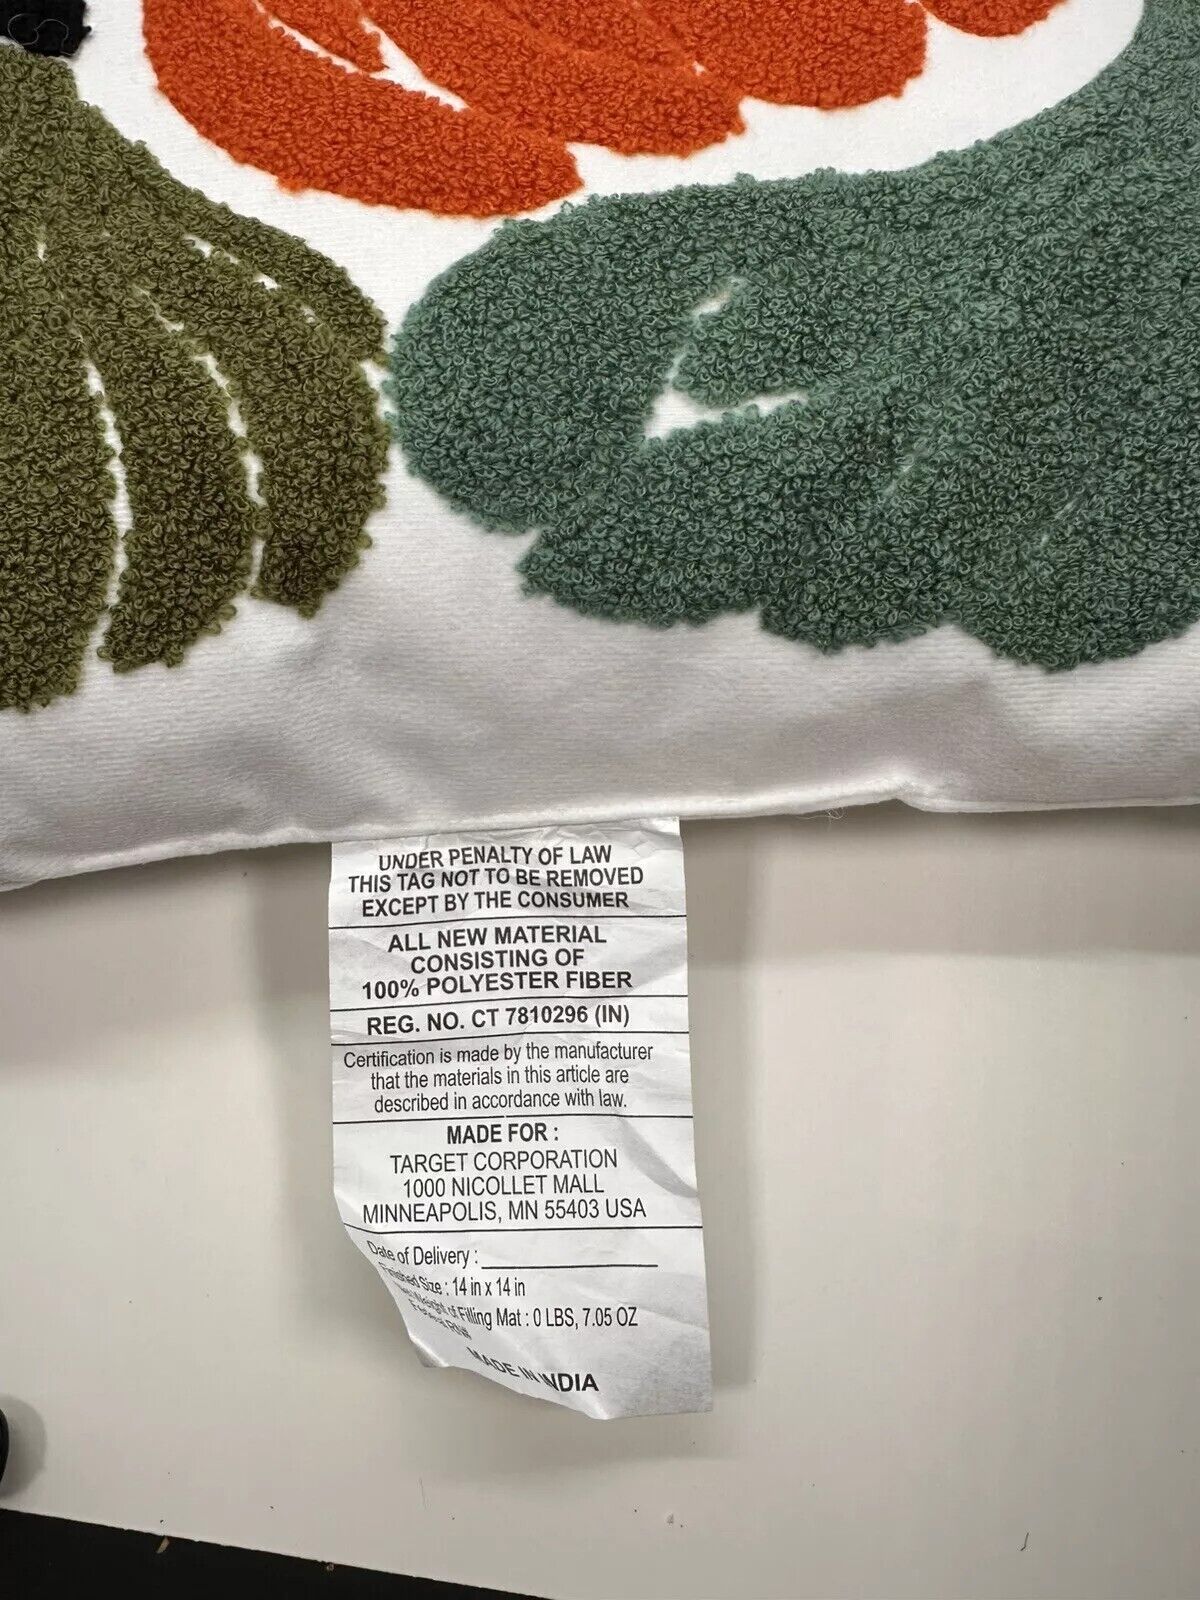 UNDER PENALTY OF LAW
THIS TAG NOT TO BE REMOVED
EXCEPT BY THE CONSUMER
ALL NEW MATERIAL
CONSISTING OF
100% POLYESTER FIBER
REG. NO. CT 7810296 (IN)
Certification is made by the manufacturer
that the materials in this article are
described in accordance with law.
MADE FOR :
TARGET CORPORATION
1000 NICOLLET MALL
MINNEAPOLIS, MN 55403 USA
Date of Delivery :
Finished Size : 14 in x 14 in
Weight of Filling Mat : 0 LBS, 7.05 OZ
MADE IN INDIA